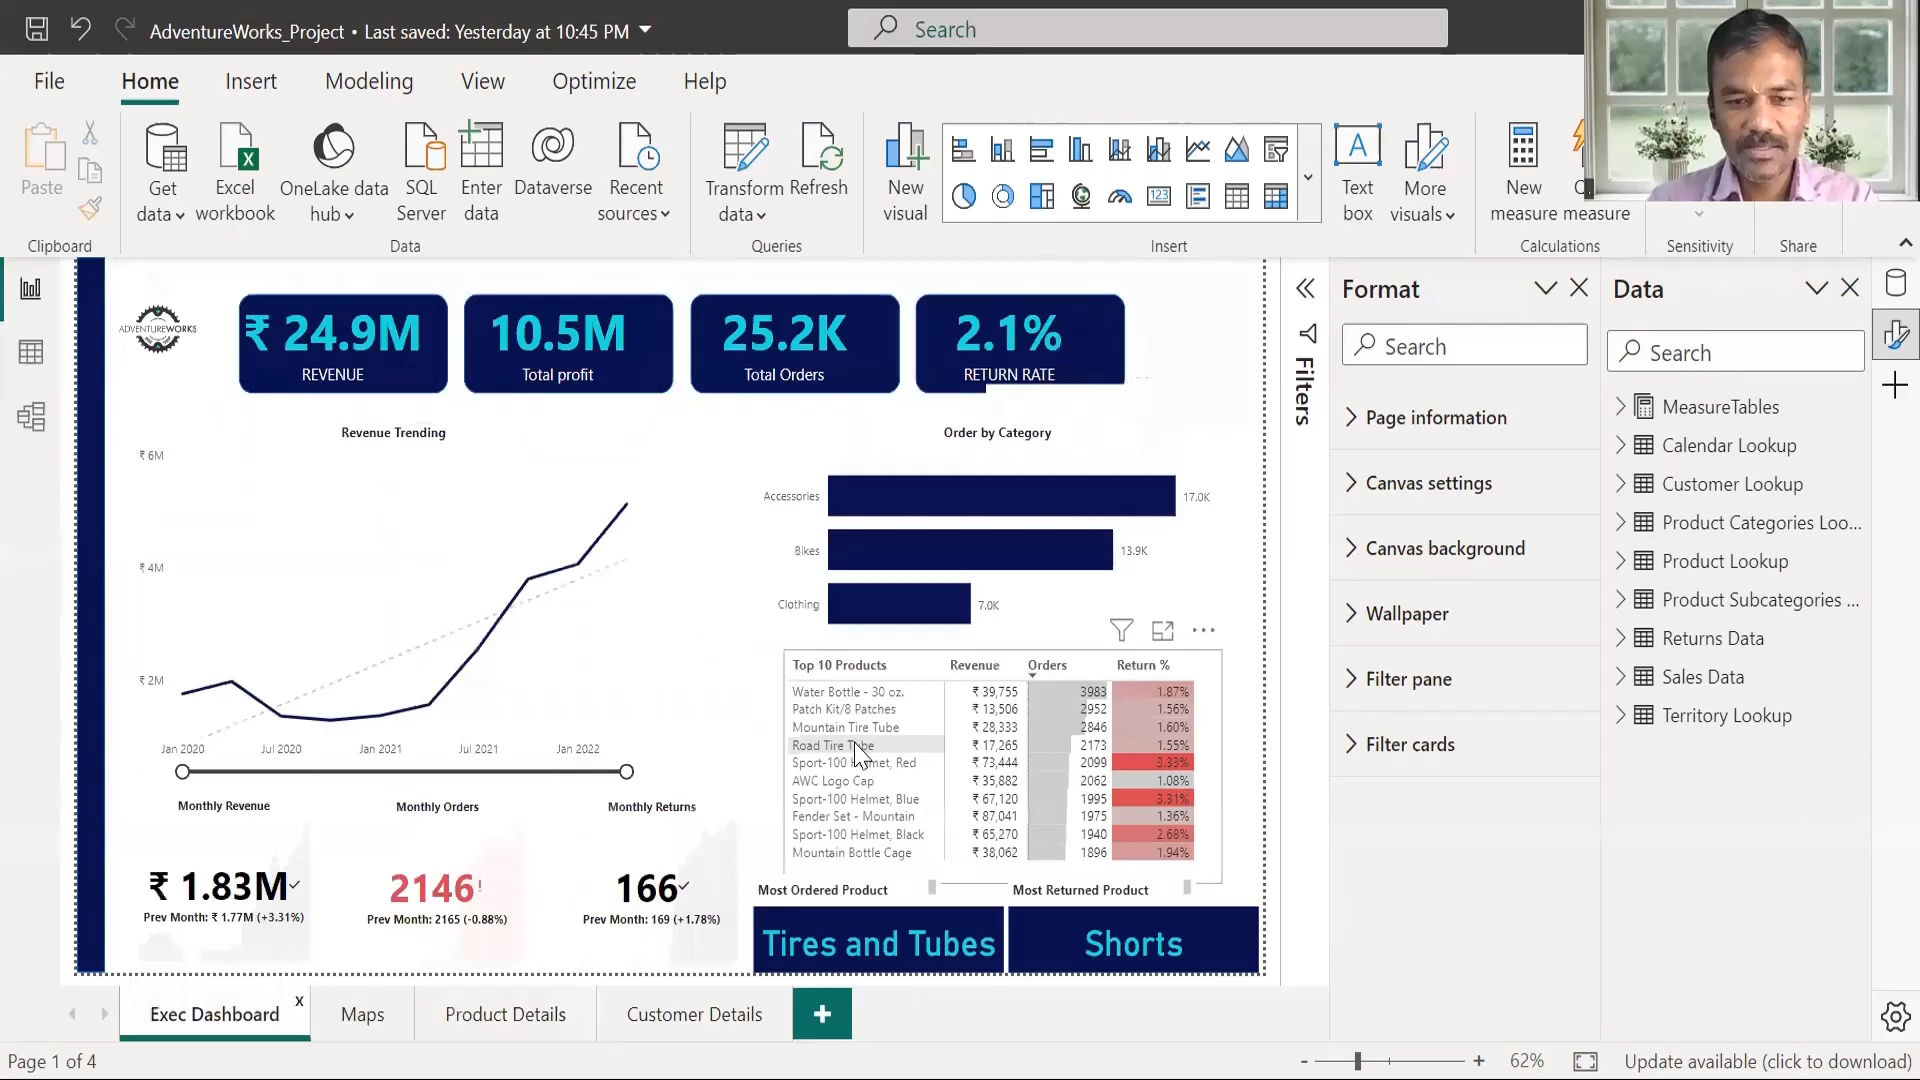 AdventureWorks_Project • Last saved: Yesterday at 10:45 PM
Search
File Home Insert Modeling View Optimize Help
Paste
Get data
Excel workbook
OneLake data hub
SQL Server
Enter data
Dataverse
Recent sources
Transform data
Refresh
New visual
Text box
More visuals
New measure
measure
Clipboard
Data
Queries
Insert
Calculations
Sensitivity
Share
ADVENTUREWORKS
₹ 24.9M
REVENUE
10.5M
Total profit
25.2K
Total Orders
2.1%
RETURN RATE
Revenue Trending
₹ 6M
₹ 4M
₹ 2M
Jan 2020 Jul 2020 Jan 2021 Jul 2021 Jan 2022
Order by Category
Accessories 17.0K
Bikes 13.9K
Clothing 7.0K
Top 10 Products Revenue Orders Return %
Water Bottle - 30 oz. ₹ 39,755 3983 1.87%
Patch Kit/8 Patches ₹ 13,506 2952 1.56%
Mountain Tire Tube ₹ 28,333 2846 1.60%
Road Tire Tube ₹ 17,265 2173 1.55%
Sport-100 Helmet, Red ₹ 73,444 2099 3.33%
AWC Logo Cap ₹ 35,882 2062 1.08%
Sport-100 Helmet, Blue ₹ 67,120 1995 3.31%
Fender Set - Mountain ₹ 87,041 1975 1.36%
Sport-100 Helmet, Black ₹ 65,270 1940 2.68%
Mountain Bottle Cage ₹ 38,062 1896 1.94%
Monthly Revenue
₹ 1.83M
Prev Month: ₹ 1.77M (+3.31%)
Monthly Orders
2146!
Prev Month: 2165 (-0.88%)
Monthly Returns
166
Prev Month: 169 (+1.78%)
Most Ordered Product
Tires and Tubes
Most Returned Product
Shorts
Filters
Format
Search
Page information
Canvas settings
Canvas background
Wallpaper
Filter pane
Filter cards
Data
Search
MeasureTables
Calendar Lookup
Customer Lookup
Product Categories Loo...
Product Lookup
Product Subcategories ...
Returns Data
Sales Data
Territory Lookup
Exec Dashboard x
Maps
Product Details
Customer Details
+
Page 1 of 4
- + 62%
Update available (click to download)